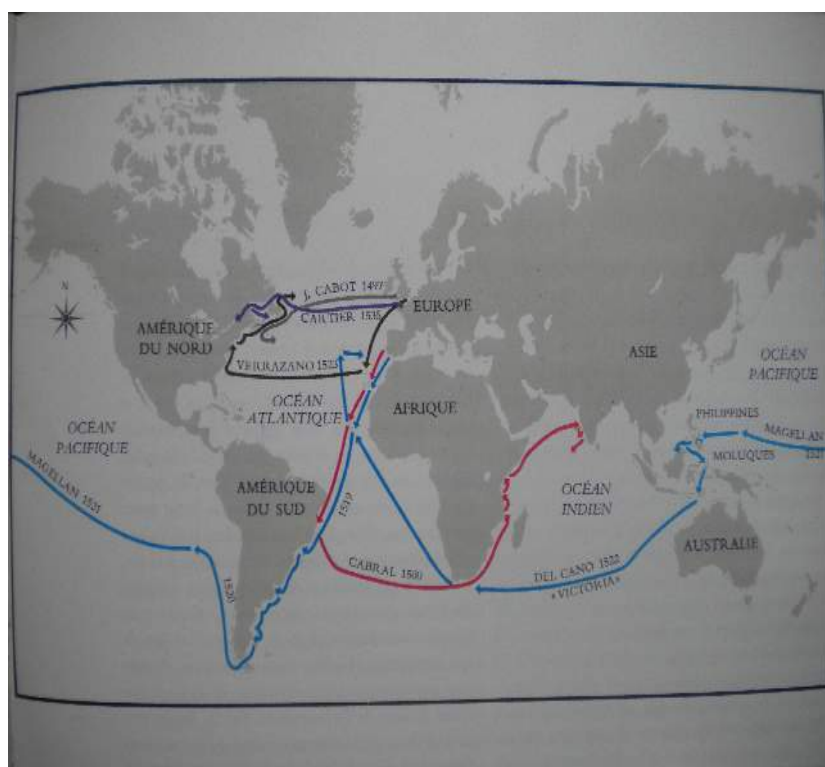 N
J. CABOT 1497
CARTIER 1535
EUROPE
AMÉRIQUE
DU NORD
VERRAZANO 1523
ASIE
OCÉAN
PACIFIQUE
OCÉAN
ATLANTIQUE
AFRIQUE
OCÉAN
PACIFIQUE
PHILIPPINES
MAGELLAN
1521
MOLUQUES
MAGELLAN 1521
AMÉRIQUE
DU SUD
1519
OCÉAN
INDIEN
AUSTRALIE
CABRAL 1500
DEL CANO 1522
« VICTORIA »
1520